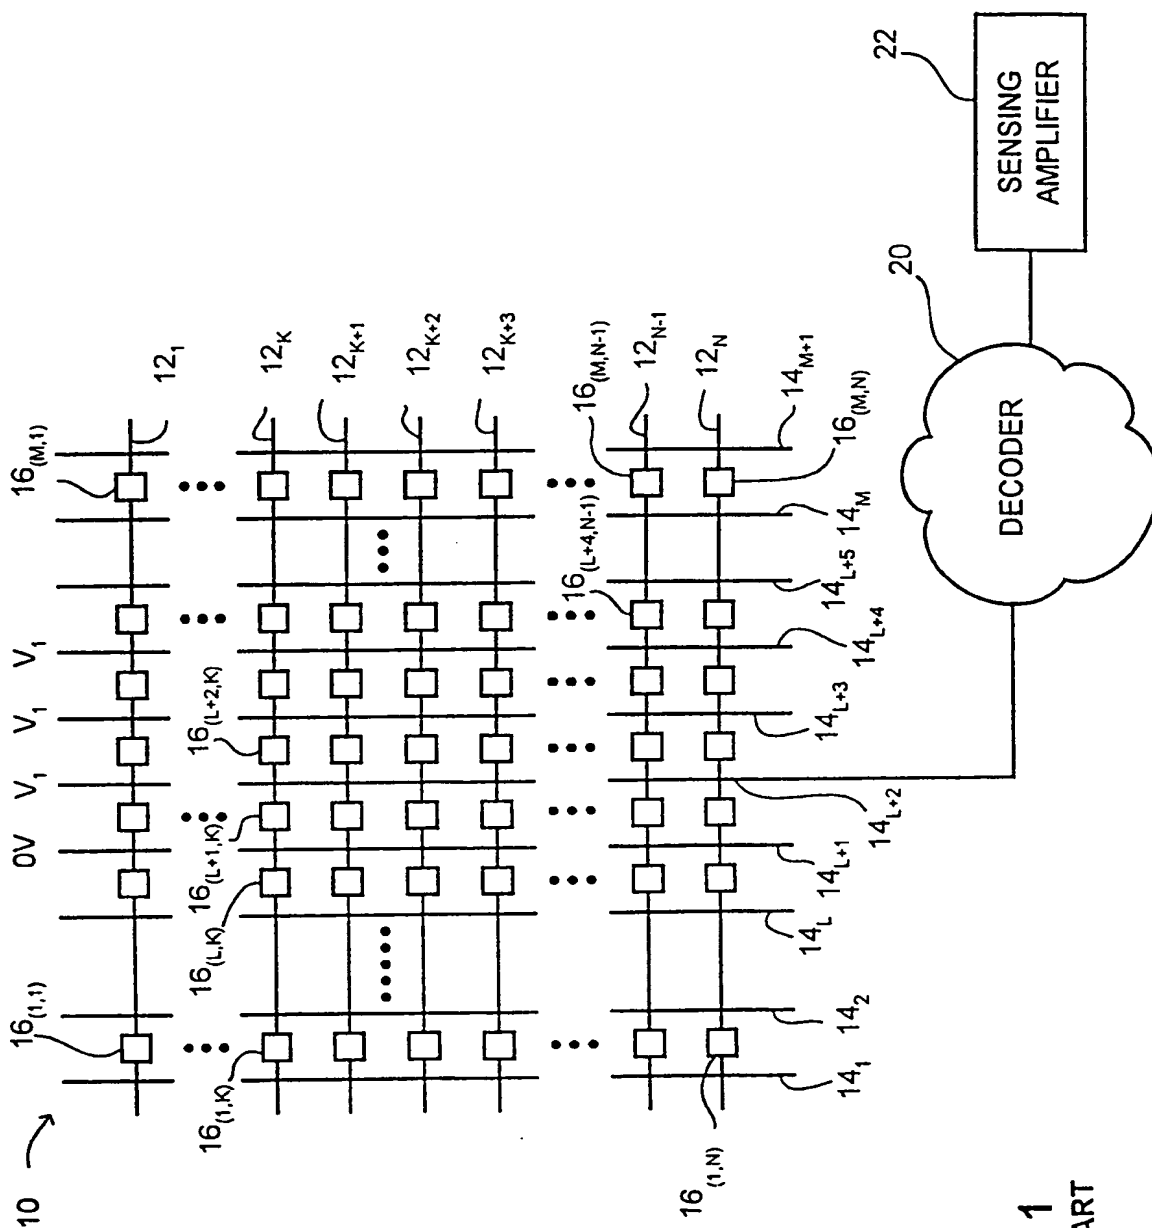 10
0V
V1
V1
V1
16(1,1)
16(M,1)
121
16(1,K)
16(L,K)
16(L+1,K)
16(L+2,K)
12K
12K+1
12K+2
12K+3
16(L+4,N-1)
16(M,N-1)
12N-1
12N
16(1,N)
16(M,N)
141
142
14L
14L+1
14L+2
14L+3
14L+4
14L+5
14M
14M+1
DECODER
20
SENSING
AMPLIFIER
22
1
ART